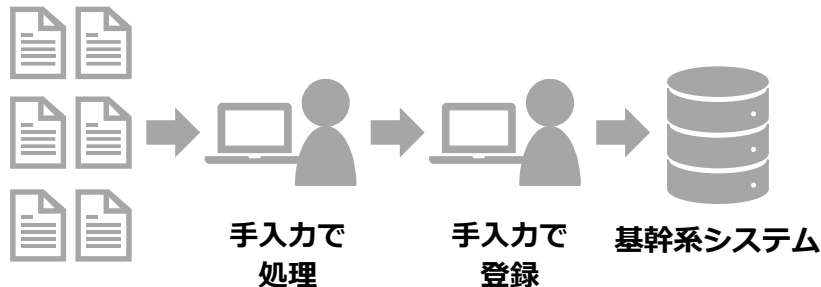 手入力で
処理
手入力で
登録
基幹系システム